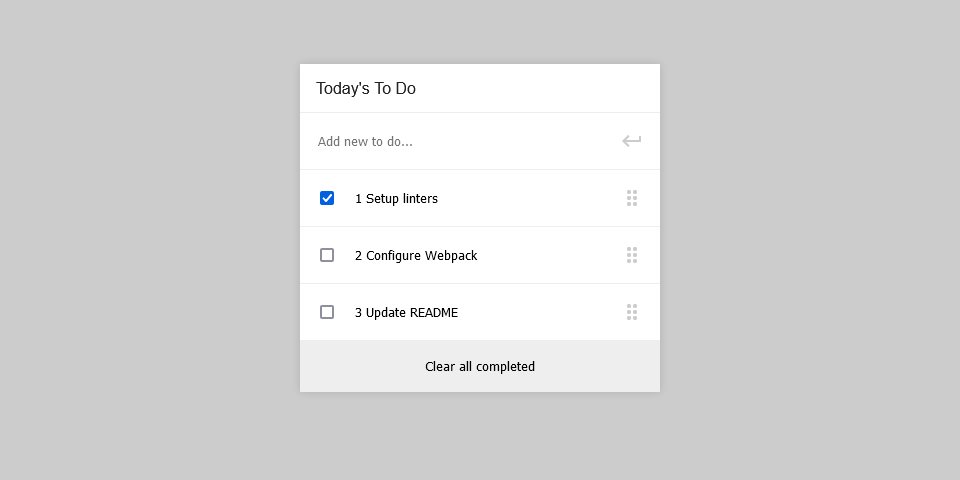 Today's To Do
Add new to do...
1 Setup linters
2 Configure Webpack
3 Update README
Clear all completed